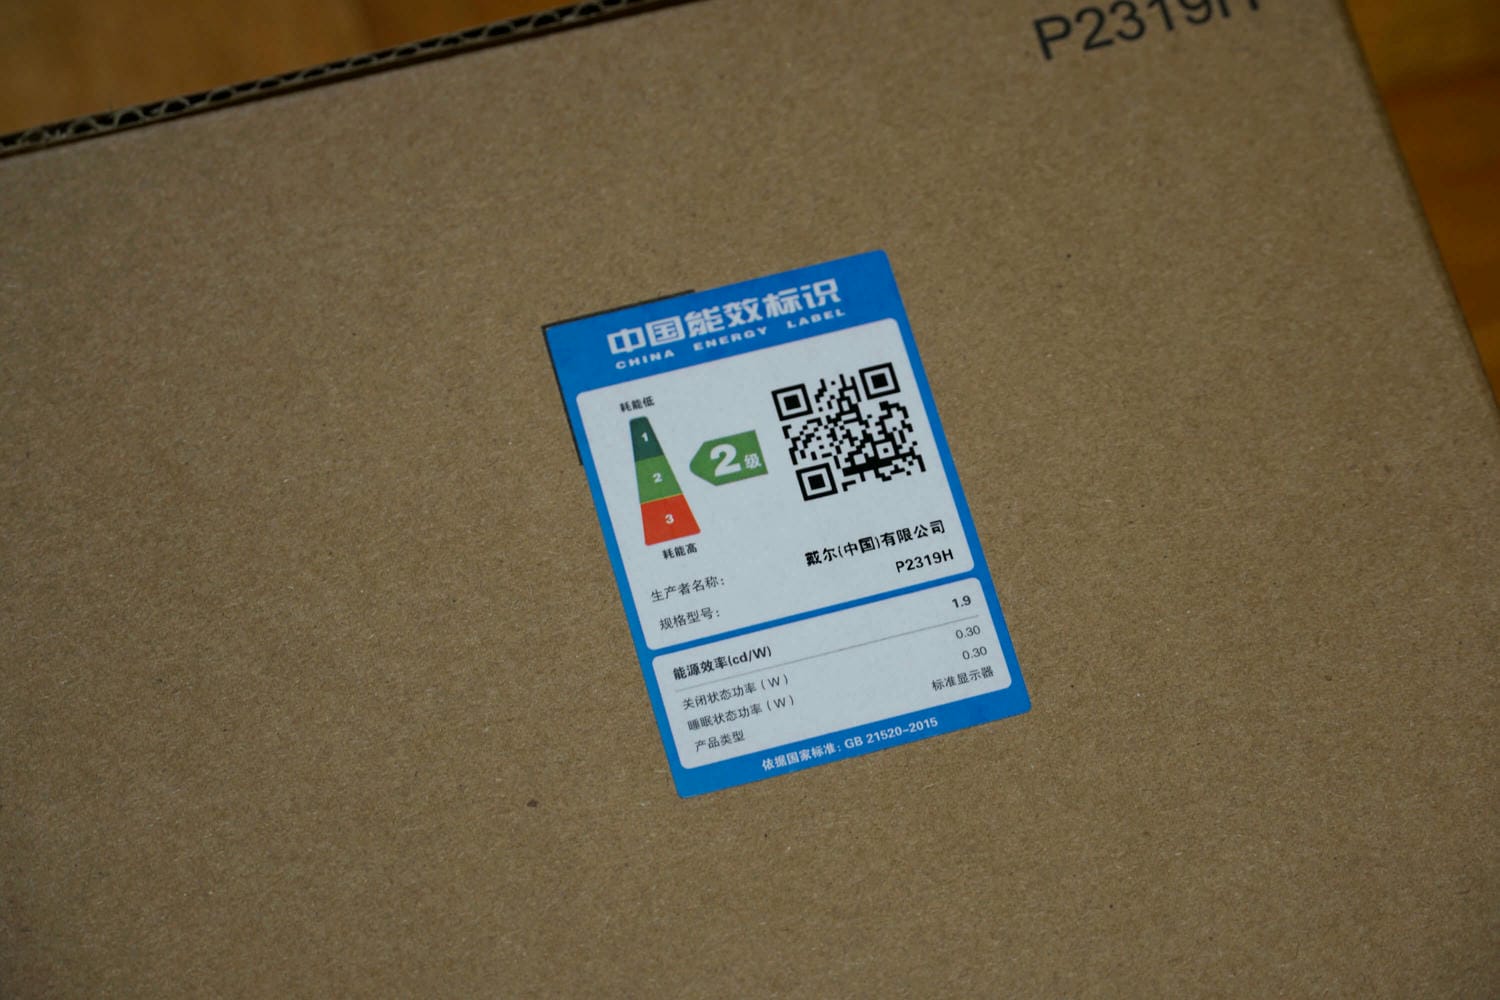 P2319H
中国能效标识
CHINA ENERGY LABEL
耗能低
1
2
3
耗能高
2级
生产者名称: 戴尔(中国)有限公司
规格型号: P2319H
能源效率(cd/W) 1.9
关闭状态功率(W) 0.30
睡眠状态功率(W) 0.30
产品类型 标准显示器
依据国家标准: GB 21520-2015